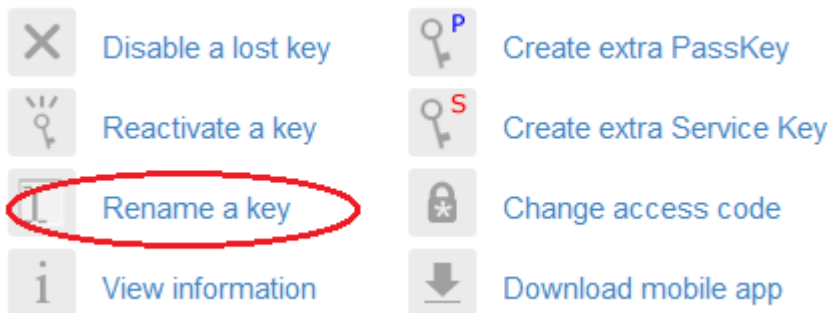 Disable a lost key
P Create extra PassKey
Reactivate a key
S Create extra Service Key
Rename a key
* Change access code
i View information
Download mobile app